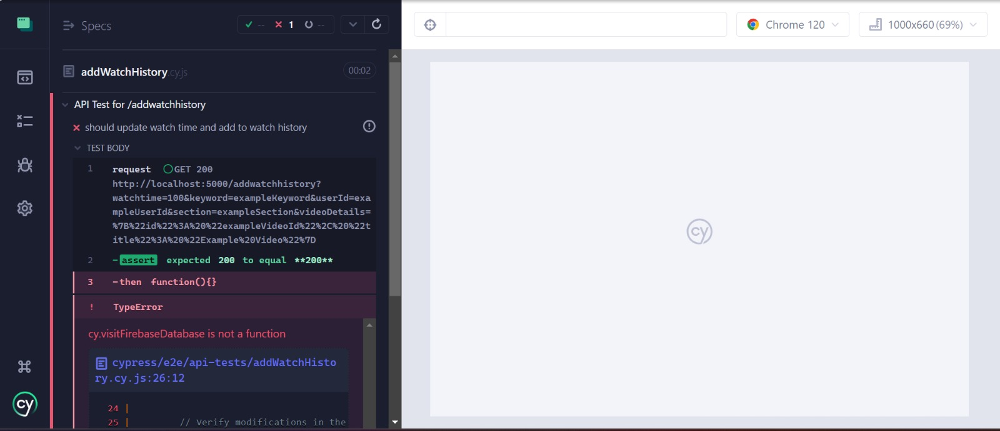 Specs
-- 1 --
Chrome 120
1000x660 (69%)
addWatchHistory.cy.js
00:02
API Test for /addwatchhistory
should update watch time and add to watch history
TEST BODY
1 request GET 200
http://localhost:5000/addwatchhistory?
watchtime=100&keyword=exampleKeyword&userId=exa
mpleUserId&section=exampleSection&videoDetails=
%7B%22id%22%3A%20%22exampleVideoId%22%2C%20%22t
itle%22%3A%20%22Example%20Video%22%7D
2 -assert expected 200 to equal **200**
3 -then function(){}
! TypeError
cy.visitFirebaseDatabase is not a function
cypress/e2e/api-tests/addWatchHisto
ry.cy.js:26:12
24 |
25 | // Verify modifications in the
cy
cy